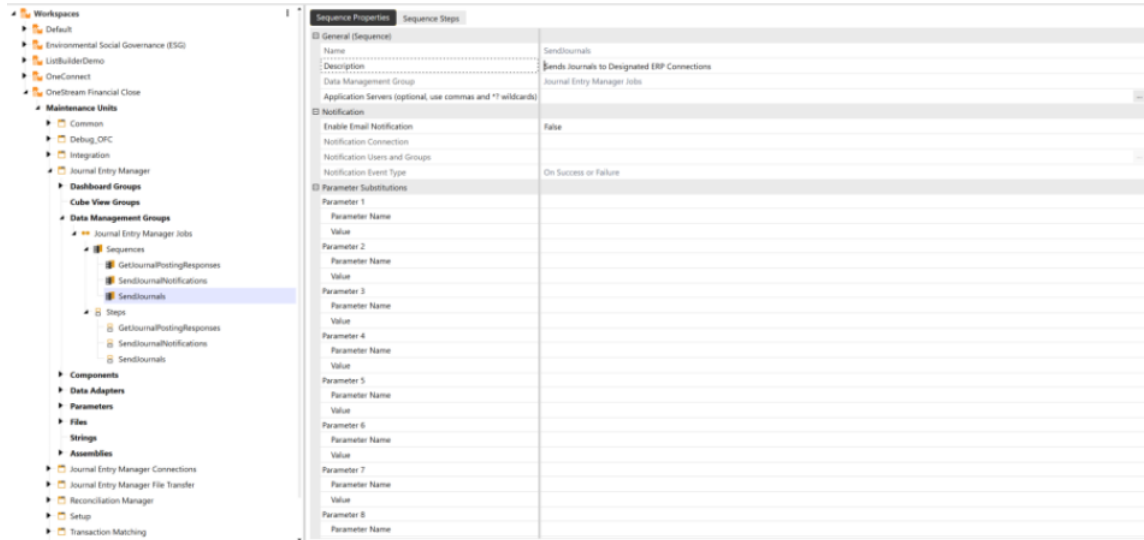 Workspaces
Default
Environmental Social Governance (ESG)
ListBuilderDemo
OneConnect
OneStream Financial Close
Maintenance Units
Common
Debug_OFC
Integration
Journal Entry Manager
Dashboard Groups
Cube View Groups
Data Management Groups
Journal Entry Manager Jobs
Sequences
GetJournalPostingResponses
SendJournalNotifications
SendJournals
Steps
GetJournalPostingResponses
SendJournalNotifications
SendJournals
Components
Data Adapters
Parameters
Files
Strings
Assemblies
Journal Entry Manager Connections
Journal Entry Manager File Transfer
Reconciliation Manager
Setup
Transaction Matching
Sequence Properties Sequence Steps
General (Sequence)
Name SendJournals
Description Sends Journals to Designated ERP Connections
Data Management Group Journal Entry Manager Jobs
Application Servers (optional, use commas and *? wildcards) ...
Notification
Enable Email Notification False
Notification Connection
Notification Users and Groups ...
Notification Event Type On Success or Failure
Parameter Substitutions
Parameter 1
Parameter Name
Value
Parameter 2
Parameter Name
Value
Parameter 3
Parameter Name
Value
Parameter 4
Parameter Name
Value
Parameter 5
Parameter Name
Value
Parameter 6
Parameter Name
Value
Parameter 7
Parameter Name
Value
Parameter 8
Parameter Name